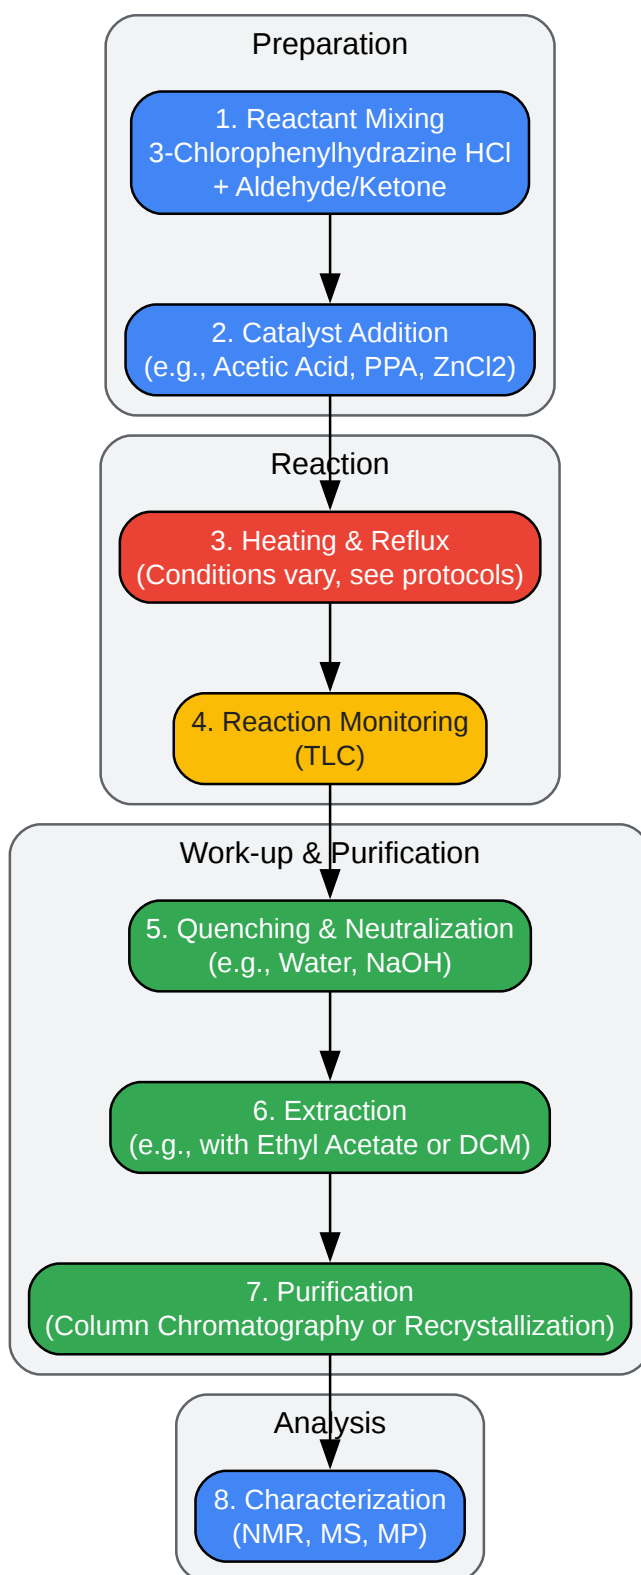 Preparation
1. Reactant Mixing
3-Chlorophenylhydrazine HCl
+ Aldehyde/Ketone
2. Catalyst Addition
(e.g., Acetic Acid, PPA, ZnCl2)
Reaction
3. Heating & Reflux
(Conditions vary, see protocols)
4. Reaction Monitoring
(TLC)
Work-up & Purification
5. Quenching & Neutralization
(e.g., Water, NaOH)
6. Extraction
(e.g., with Ethyl Acetate or DCM)
7. Purification
(Column Chromatography or Recrystallization)
Analysis
8. Characterization
(NMR, MS, MP)